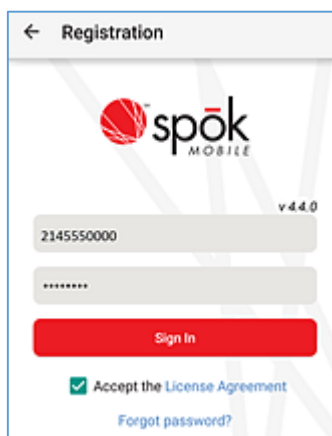 Registration
spōk
MOBILE
v 4.4.0
2145550000
••••••••
Sign In
Accept the License Agreement
Forgot password?